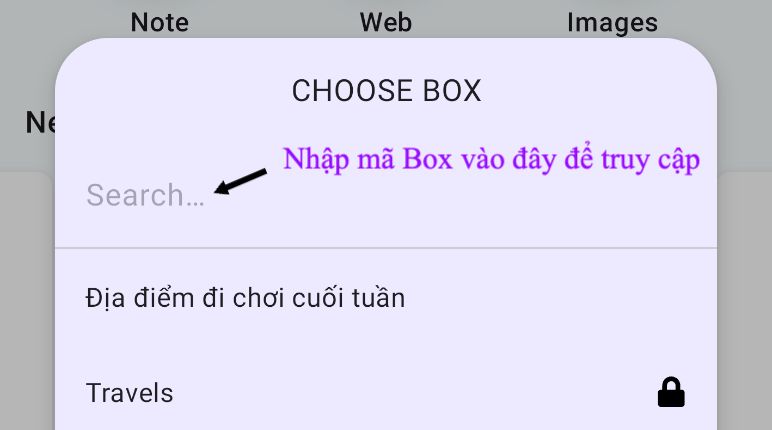 Note Web Images
Ne
CHOOSE BOX
Nhập mã Box vào đây để truy cập
Search...
Địa điểm đi chơi cuối tuần
Travels